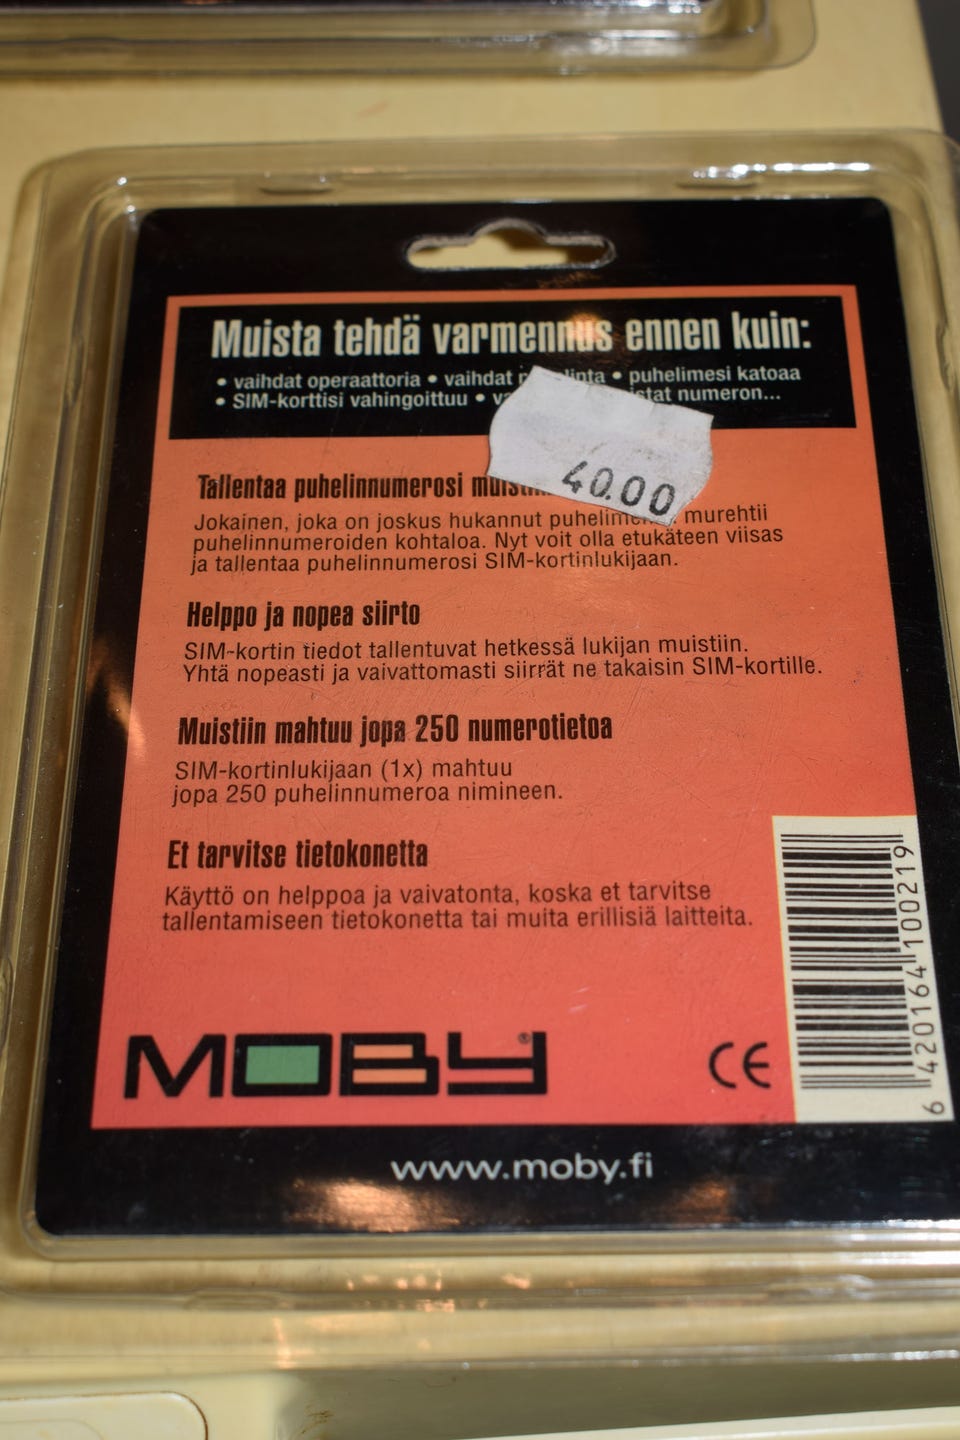 Muista tehdä varmennus ennen kuin:
• vaihdat operaattoria • vaihdat • puhelimesi katoaa
• SIM-korttisi vahingoittuu • numeron...
40.00
Tallentaa puhelinnumerosi
Jokainen, joka on joskus hukannut murehtii
puhelinnumeroiden kohtaloa. Nyt voit olla etukäteen viisas
ja tallentaa puhelinnumerosi SIM-kortinlukijaan.
Helppo ja nopea siirto
SIM-kortin tiedot tallentuvat hetkessä lukijan muistiin.
Yhtä nopeasti ja vaivattomasti siirrät ne takaisin SIM-kortille.
Muistiin mahtuu jopa 250 numerotietoa
SIM-kortinlukijaan (1x) mahtuu
jopa 250 puhelinnumeroa nimineen.
Et tarvitse tietokonetta
Käyttö on helppoa ja vaivatonta, koska et tarvitse
tallentamiseen tietokonetta tai muita erillisiä laitteita.
MOBY®
CE
6 420164 100219
www.moby.fi